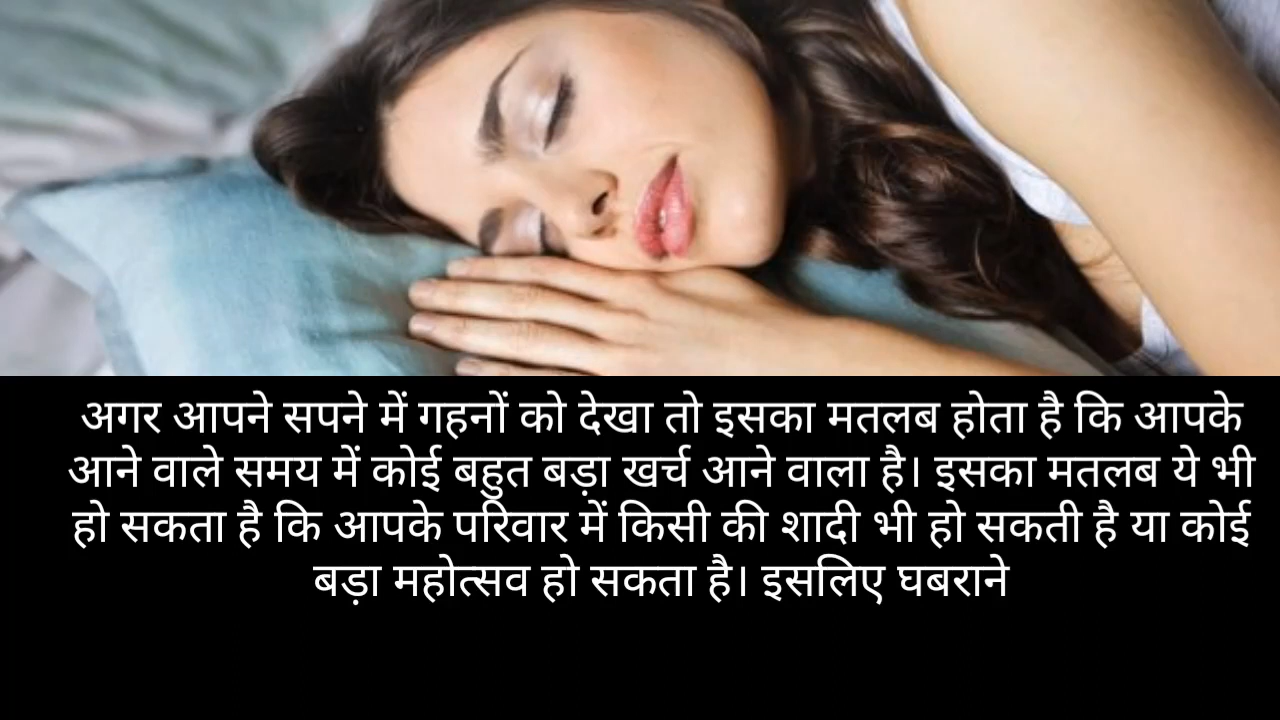 अगर आपने सपने में गहनों को देखा तो इसका मतलब होता है कि आपके
आने वाले समय में कोई बहुत बड़ा खर्च आने वाला है। इसका मतलब ये भी
हो सकता है कि आपके परिवार में किसी की शादी भी हो सकती है या कोई
बड़ा महोत्सव हो सकता है। इसलिए घबराने